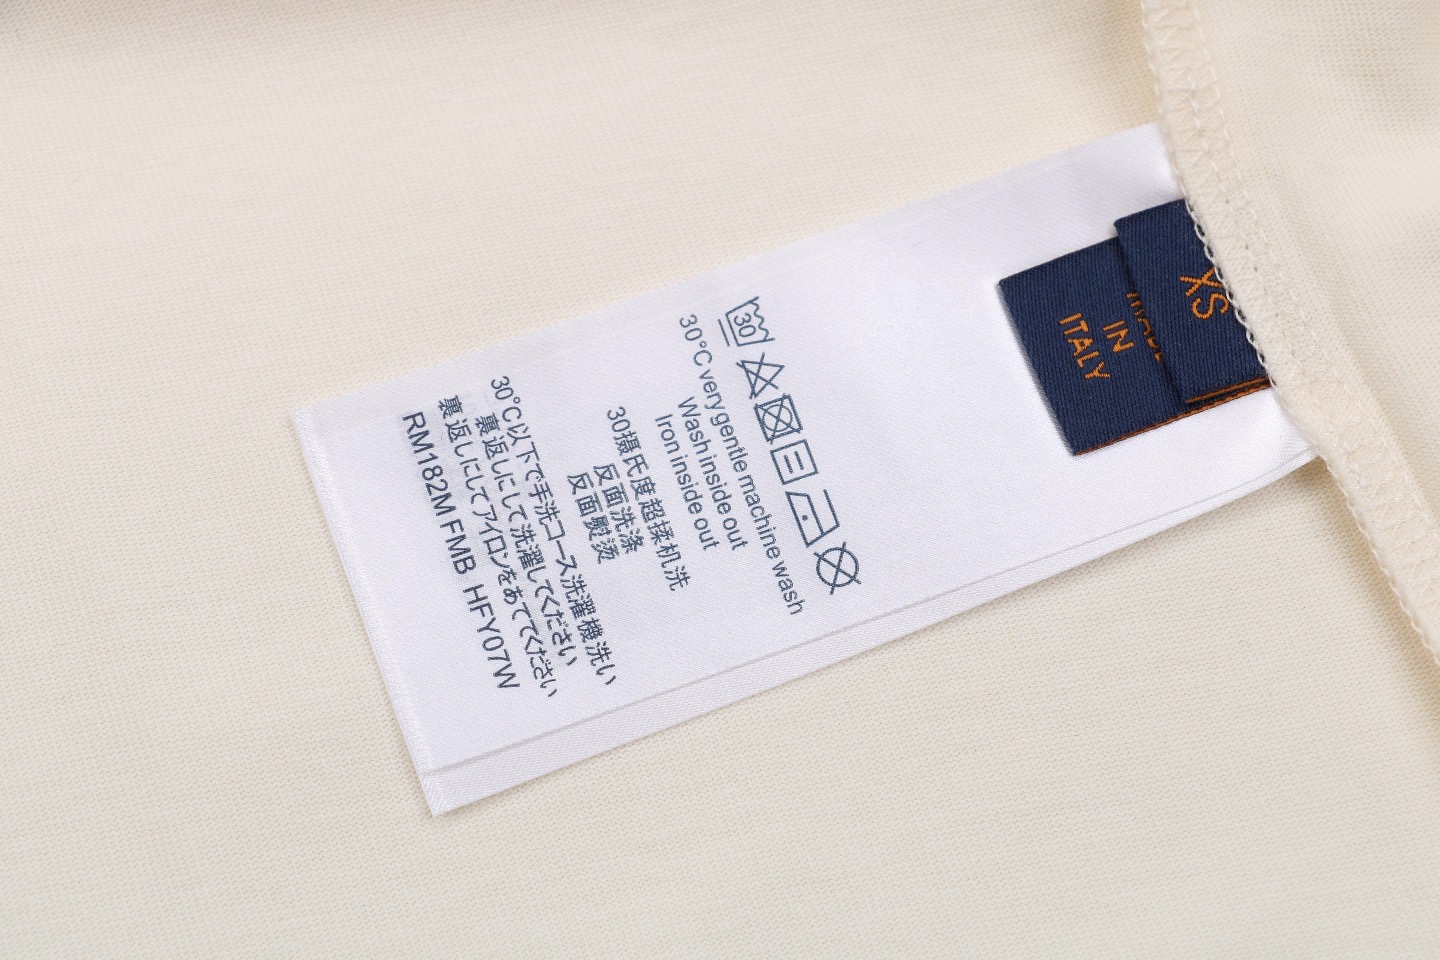 XS
MADE
IN
ITALY
30
30°C very gentle machine wash
Wash inside out
Iron inside out
30摄氏度超揉机洗
反面洗涤
反面熨烫
30°C以下で手洗コース洗濯機洗い
裏返しにして洗濯してください
裏返しにしてアイロンをあててください
RM182M FMB HFY07W